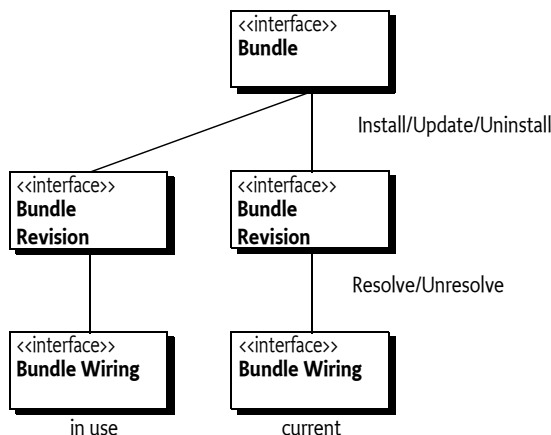 <<interface>>
Bundle
Install/Update/Uninstall
<<interface>>
Bundle
Revision
<<interface>>
Bundle
Revision
Resolve/Unresolve
<<interface>>
Bundle Wiring
<<interface>>
Bundle Wiring
in use
current